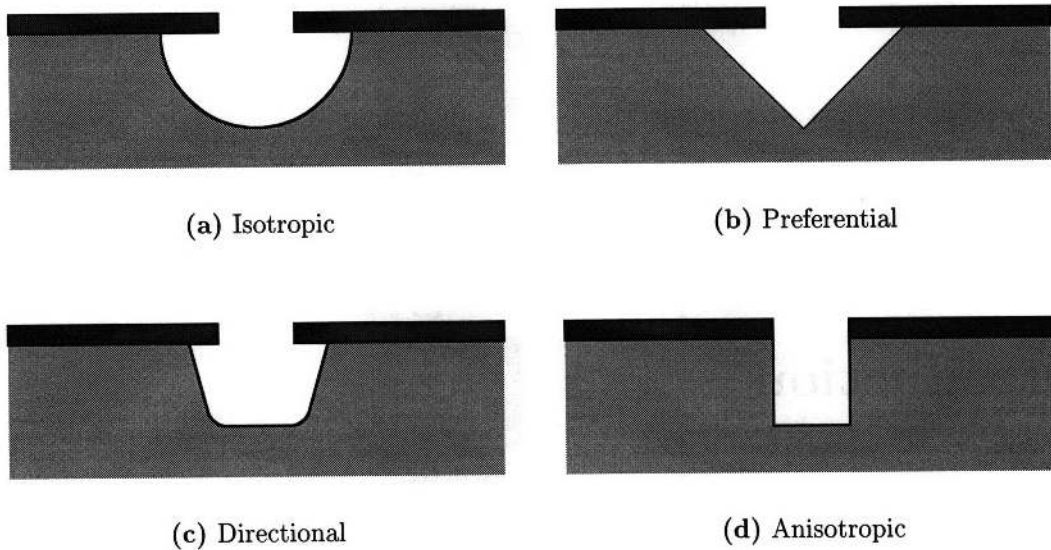 (a) Isotropic
(b) Preferential
(c) Directional
(d) Anisotropic